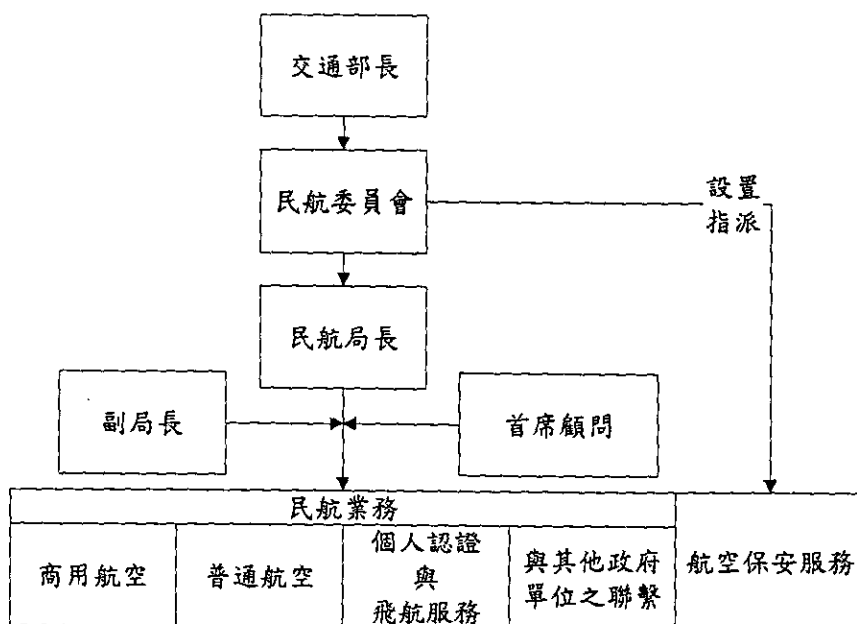 交通部長
民航委員會
設置
指派
民航局長
副局長
首席顧問
民航業務
商用航空
普通航空
個人認證
與
飛航服務
與其他政府
單位之聯繫
航空保安服務